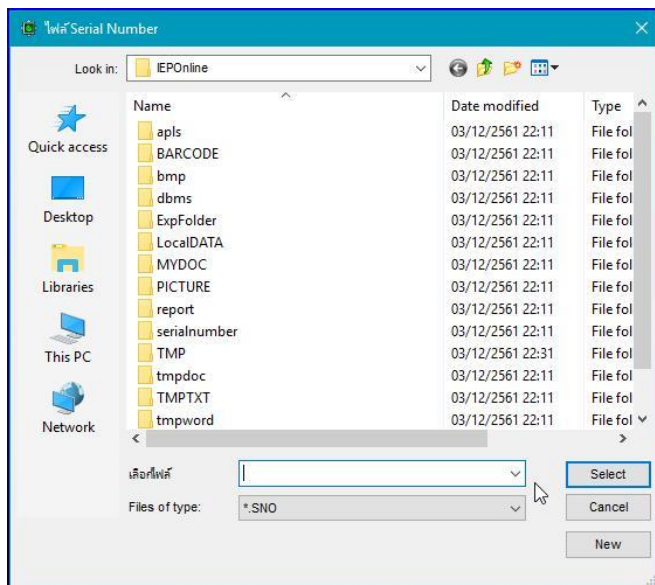 ไฟล์ Serial Number
Look in: IEPOnline
Name Date modified Type
apls 03/12/2561 22:11 File fol
BARCODE 03/12/2561 22:11 File fol
bmp 03/12/2561 22:11 File fol
dbms 03/12/2561 22:11 File fol
ExpFolder 03/12/2561 22:11 File fol
LocalDATA 03/12/2561 22:11 File fol
MYDOC 03/12/2561 22:11 File fol
PICTURE 03/12/2561 22:11 File fol
report 03/12/2561 22:11 File fol
serialnumber 03/12/2561 22:11 File fol
TMP 03/12/2561 22:31 File fol
tmpdoc 03/12/2561 22:11 File fol
TMPTXT 03/12/2561 22:11 File fol
tmpword 03/12/2561 22:11 File fol
Quick access
Desktop
Libraries
This PC
Network
เลือกไฟล์ Select
Files of type: *.SNO Cancel
New